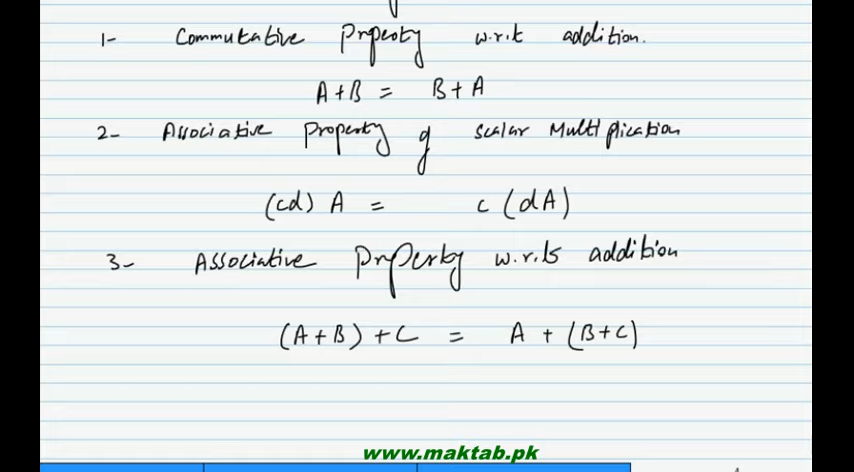 1- Commutative Property w.r.t addition.
A+B = B+A
2- Associative Property of scalar Multiplication
(cd) A = c (dA)
3- Associative Property w.r.to addition
(A+B)+C = A+(B+C)
www.maktab.pk